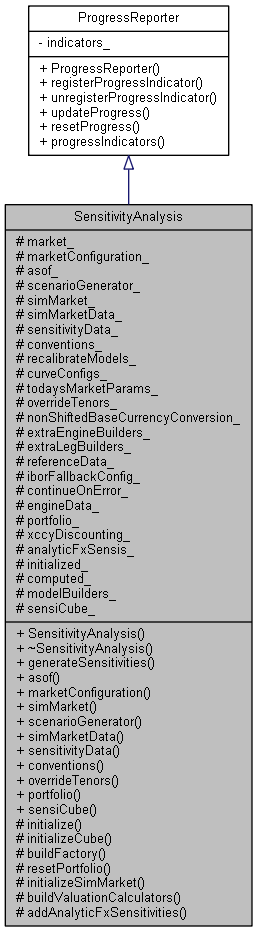 ProgressReporter
- indicators_
+ ProgressReporter()
+ registerProgressIndicator()
+ unregisterProgressIndicator()
+ updateProgress()
+ resetProgress()
+ progressIndicators()
SensitivityAnalysis
# market_
# marketConfiguration_
# asof_
# scenarioGenerator_
# simMarket_
# simMarketData_
# sensitivityData_
# conventions_
# recalibrateModels_
# curveConfigs_
# todaysMarketParams_
# overrideTenors_
# nonShiftedBaseCurrencyConversion_
# extraEngineBuilders_
# extraLegBuilders_
# referenceData_
# iborFallbackConfig_
# continueOnError_
# engineData_
# portfolio_
# xccyDiscounting_
# analyticFxSensis_
# initialized_
# computed_
# modelBuilders_
# sensiCube_
+ SensitivityAnalysis()
+ ~SensitivityAnalysis()
+ generateSensitivities()
+ asof()
+ marketConfiguration()
+ simMarket()
+ scenarioGenerator()
+ simMarketData()
+ sensitivityData()
+ conventions()
+ overrideTenors()
+ portfolio()
+ sensiCube()
# initialize()
# initializeCube()
# buildFactory()
# resetPortfolio()
# initializeSimMarket()
# buildValuationCalculators()
# addAnalyticFxSensitivities()